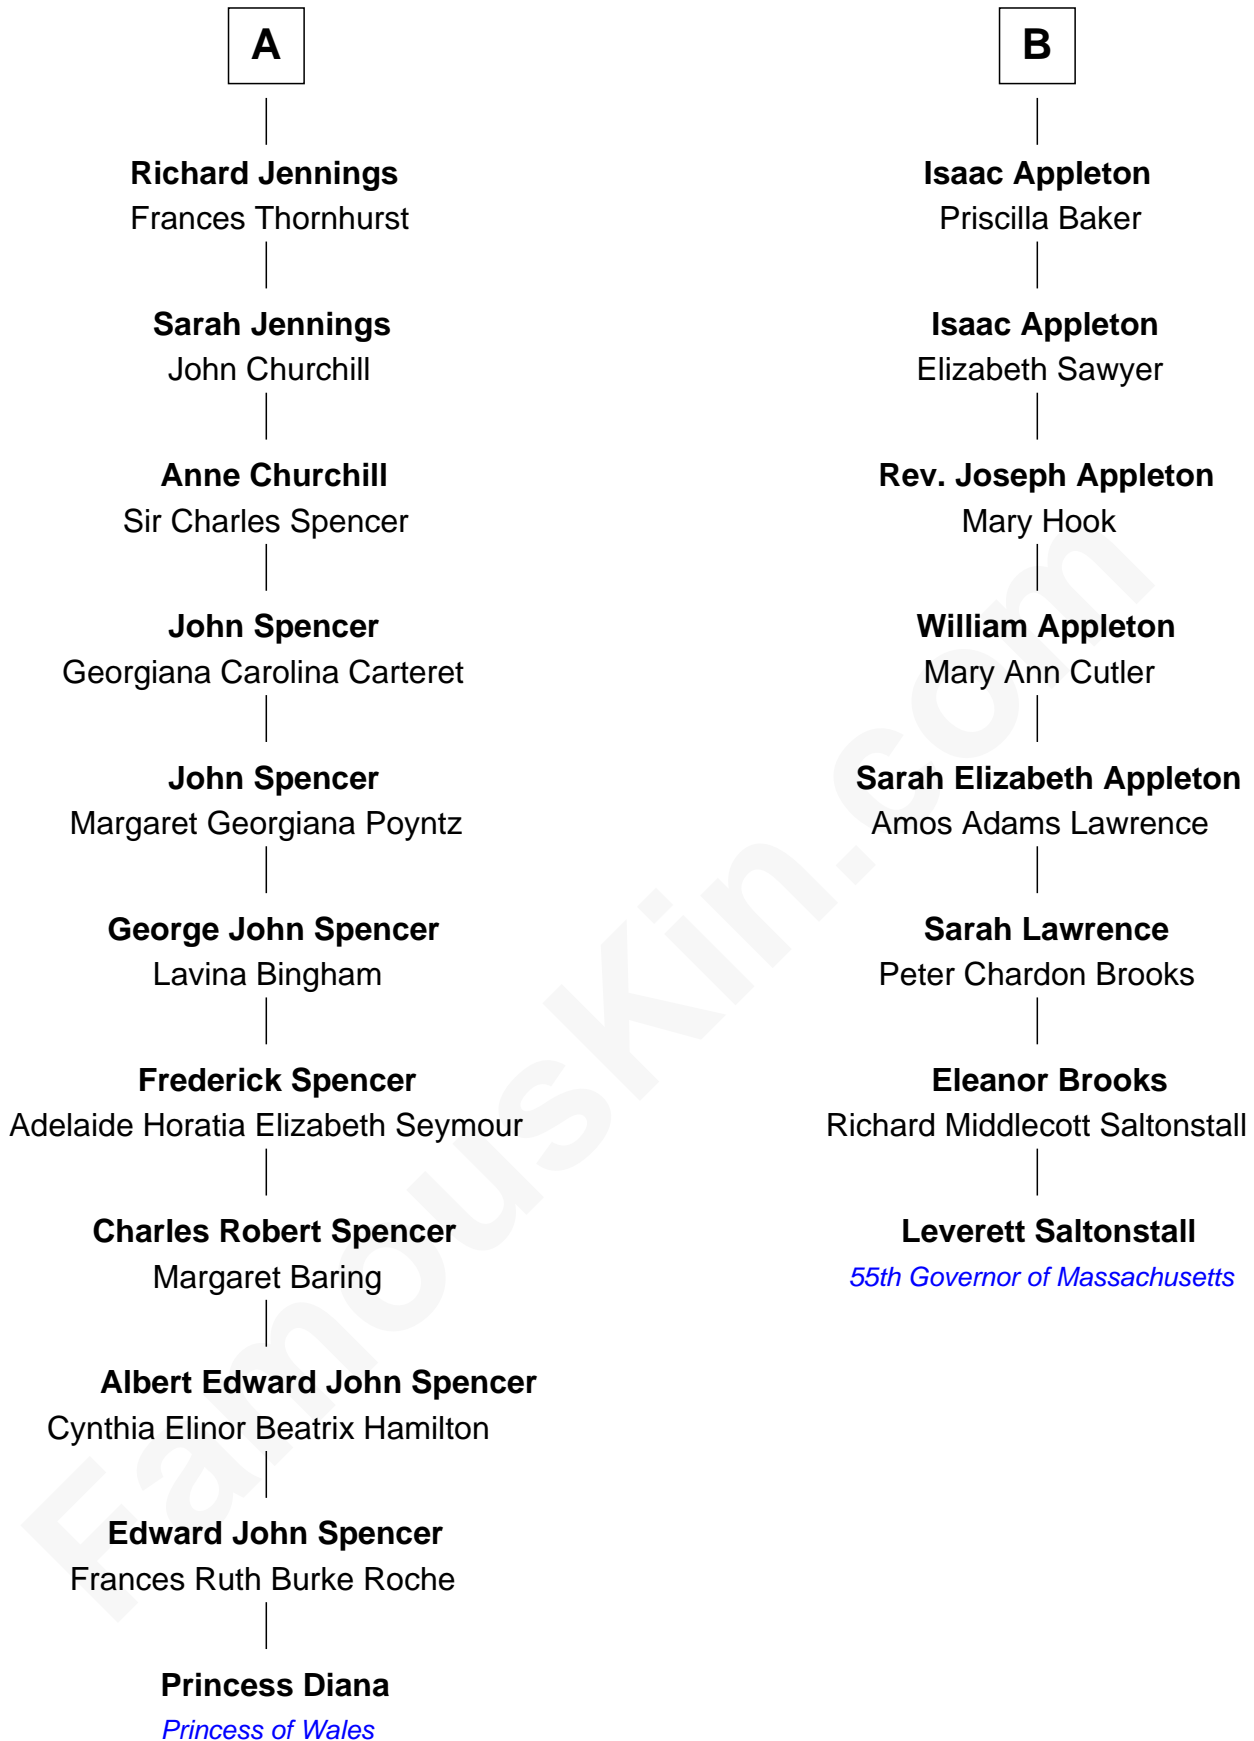 A
Richard Jennings
Frances Thornhurst
Sarah Jennings
John Churchill
Anne Churchill
Sir Charles Spencer
John Spencer
Georgiana Carolina Carteret
John Spencer
Margaret Georgiana Poyntz
George John Spencer
Lavina Bingham
Frederick Spencer
Adelaide Horatia Elizabeth Seymour
Charles Robert Spencer
Margaret Baring
Albert Edward John Spencer
Cynthia Elinor Beatrix Hamilton
Edward John Spencer
Frances Ruth Burke Roche
Princess Diana
Princess of Wales
B
Isaac Appleton
Priscilla Baker
Isaac Appleton
Elizabeth Sawyer
Rev. Joseph Appleton
Mary Hook
William Appleton
Mary Ann Cutler
Sarah Elizabeth Appleton
Amos Adams Lawrence
Sarah Lawrence
Peter Chardon Brooks
Eleanor Brooks
Richard Middlecott Saltonstall
Leverett Saltonstall
55th Governor of Massachusetts
FamousKin.com